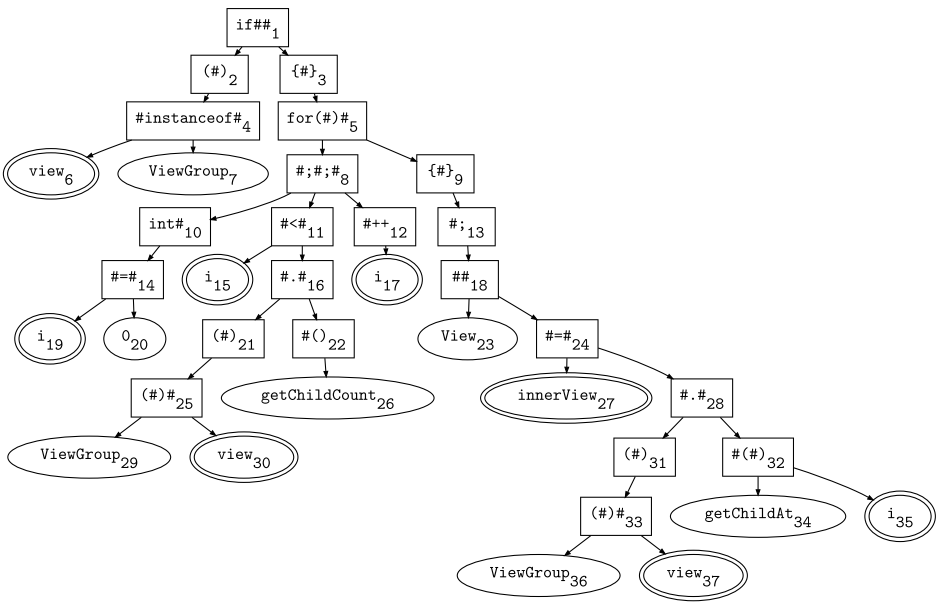 if##1
(#)2 {#}3
#instanceof#4 for(#)#5
view6 ViewGroup7 #;#;#8 {#}9
int#10 #<#11 #++12 #;13
#=#14 i15 #.#16 i17 ##18
i19 020 (#)21 #()22 View23 #=#24
(#)#25 getChildCount26 innerView27 #.#28
ViewGroup29 view30 (#)31 #(#)32
(#)#33 getChildAt34 i35
ViewGroup36 view37